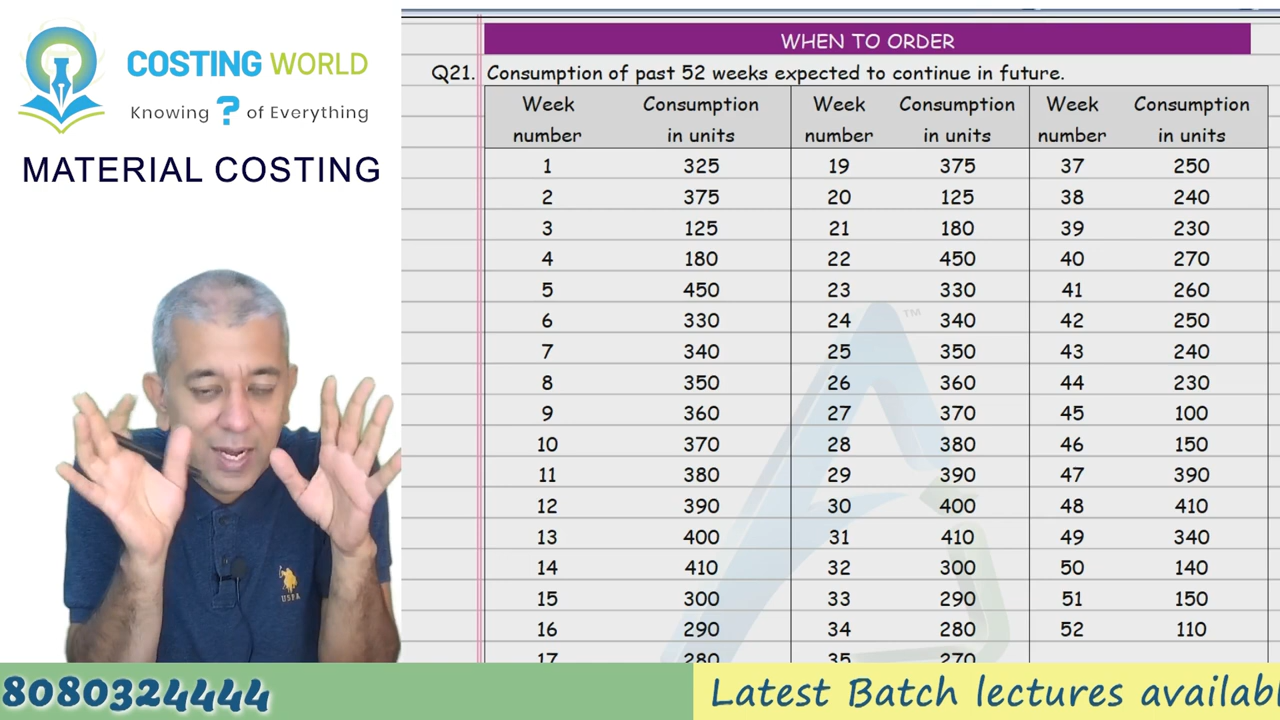 COSTING WORLD
Knowing ? of Everything
MATERIAL COSTING
WHEN TO ORDER
Q21. Consumption of past 52 weeks expected to continue in future.
Week Consumption Week Consumption Week Consumption
number in units number in units number in units
1 325 19 375 37 250
2 375 20 125 38 240
3 125 21 180 39 230
4 180 22 450 40 270
5 450 23 330 41 260
6 330 24 340 42 250
7 340 25 350 43 240
8 350 26 360 44 230
9 360 27 370 45 100
10 370 28 380 46 150
11 380 29 390 47 390
12 390 30 400 48 410
13 400 31 410 49 340
14 410 32 300 50 140
15 300 33 290 51 150
16 290 34 280 52 110
17 280 35 270
TM
USPA
8080324444
Latest Batch lectures availabl